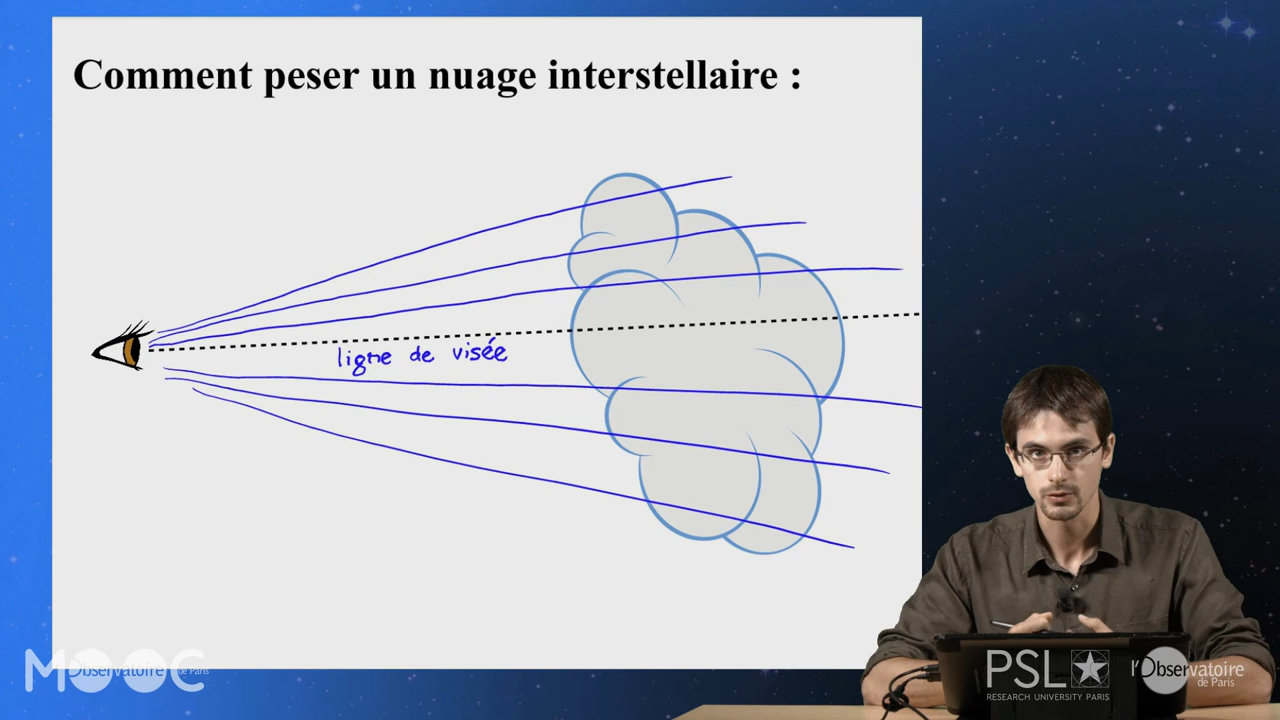 Comment peser un nuage interstellaire :
ligne de visée
MOOC
Observatoire de Paris
PSL
RESEARCH UNIVERSITY PARIS
l'Observatoire
de Paris